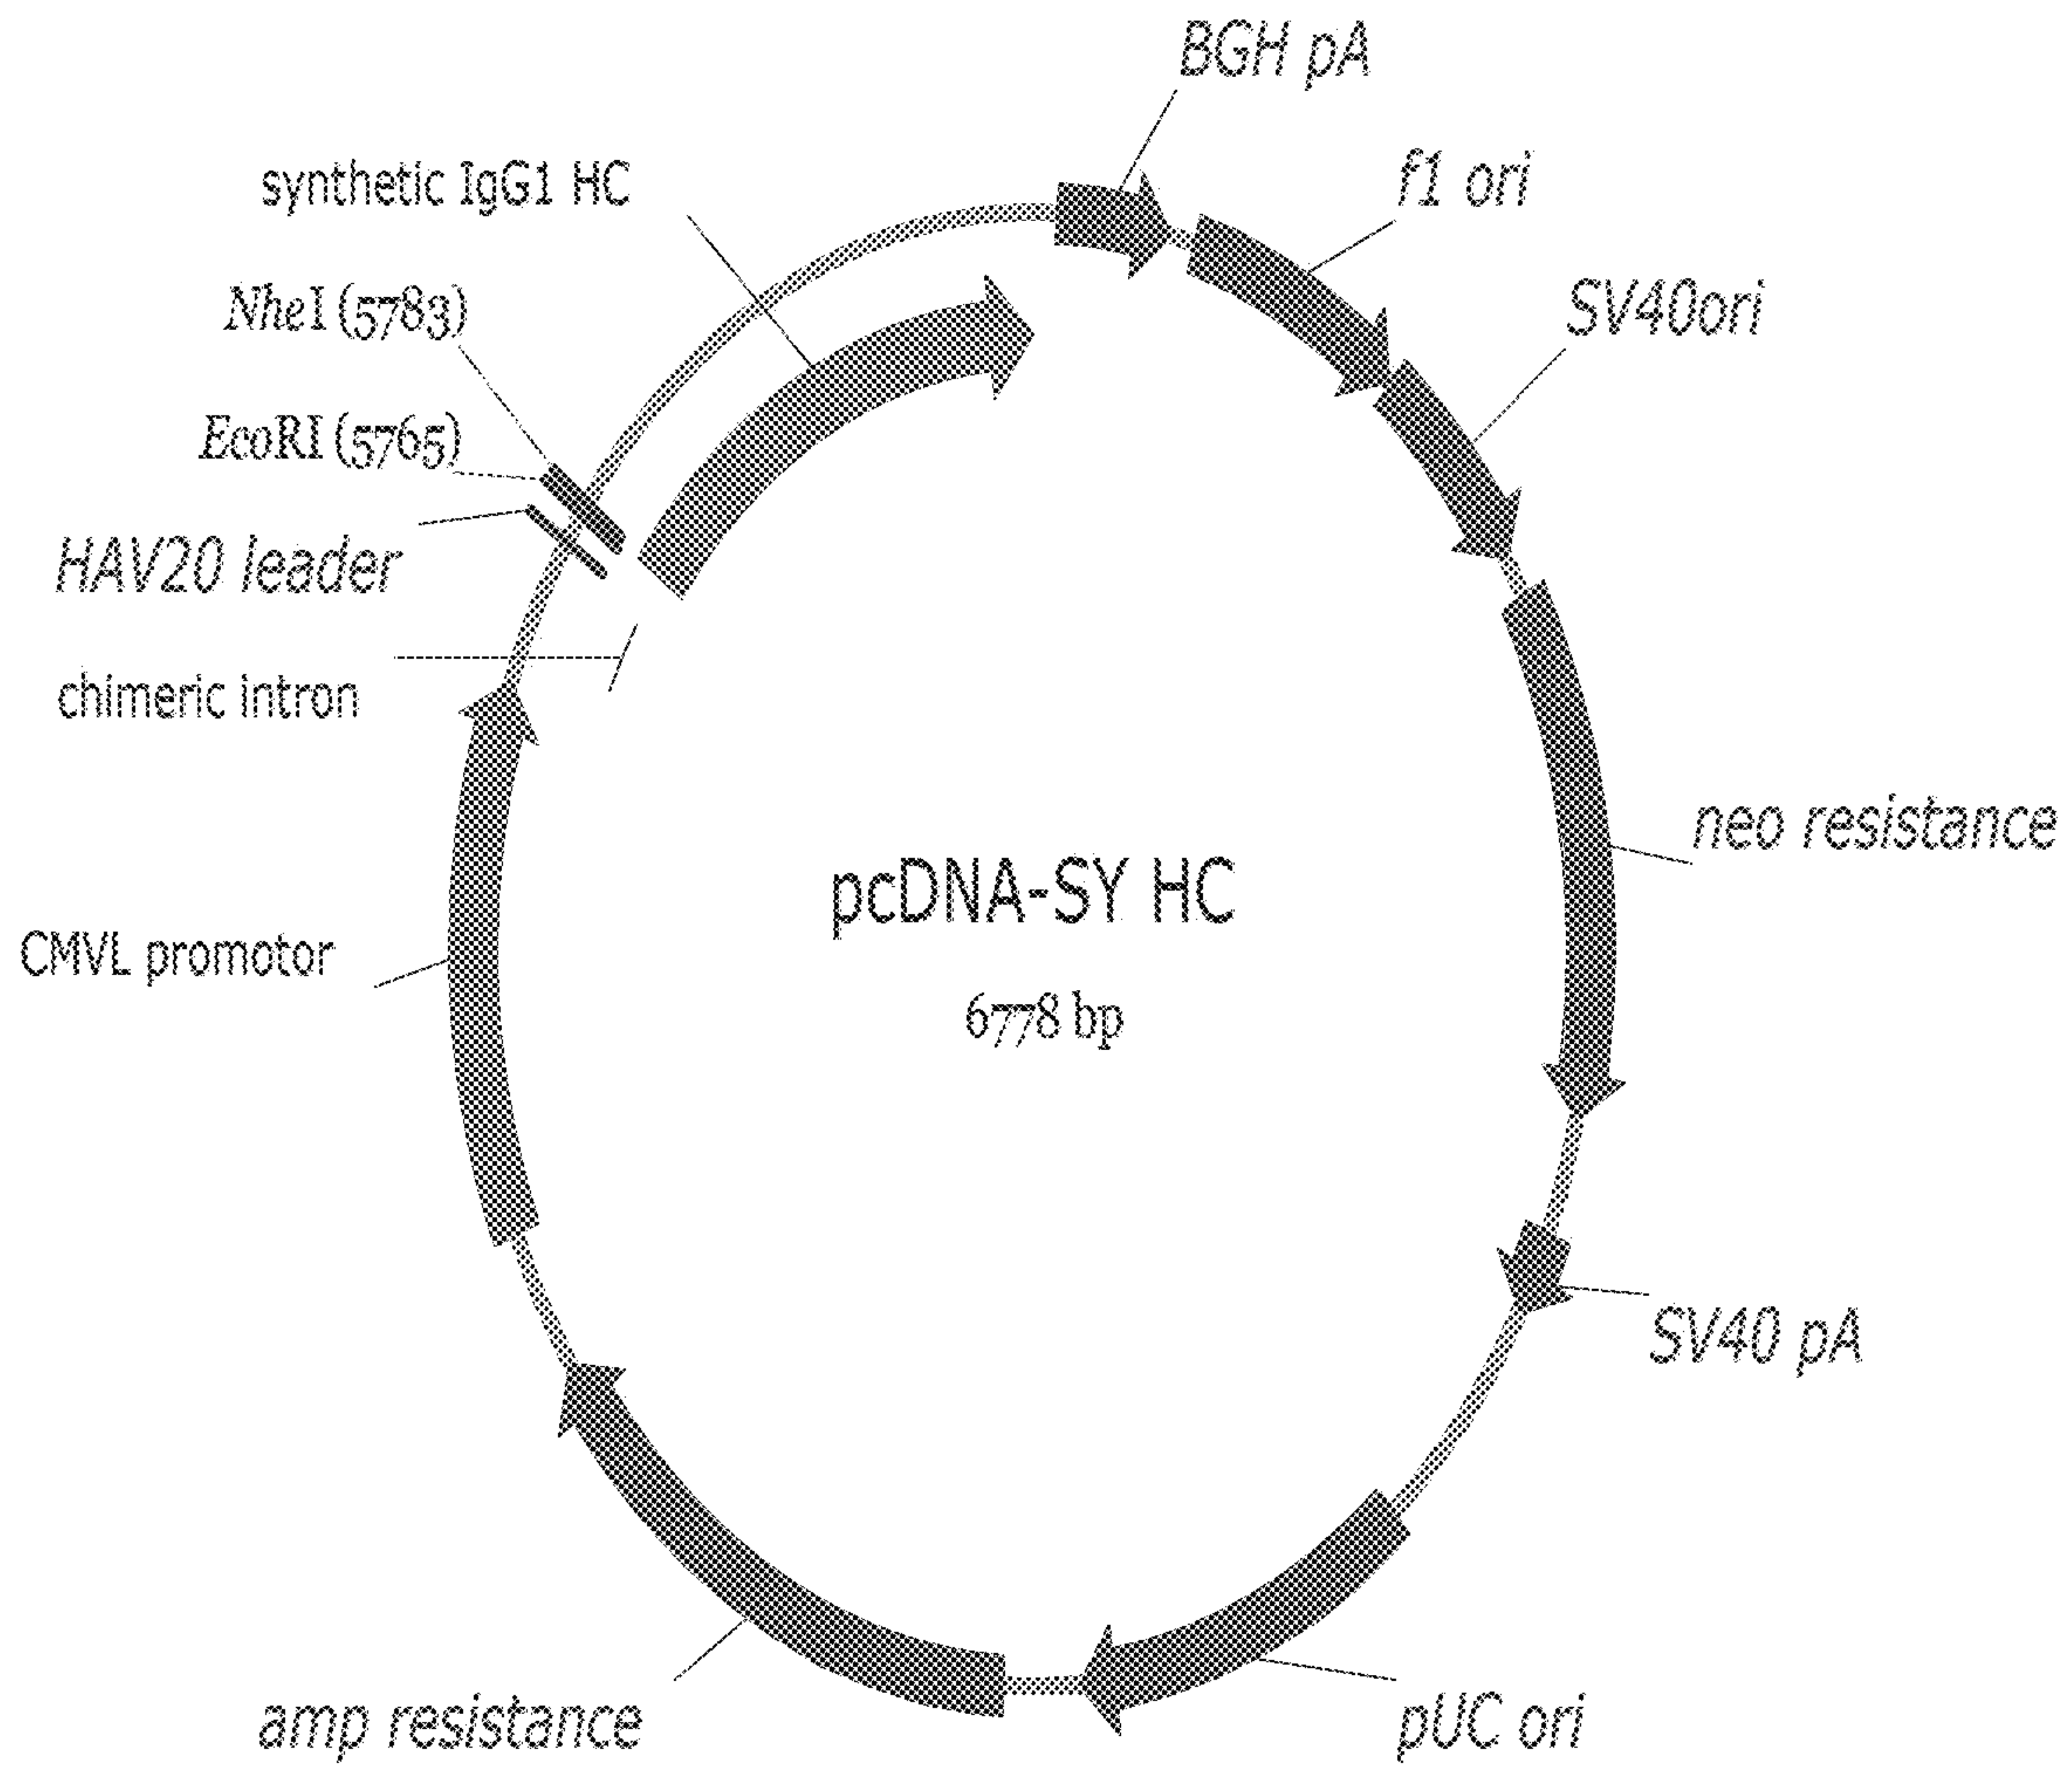 BGH pA
synthetic IgG1 HC
f1 ori
NheI (5783)
SV40ori
EcoRI (5765)
HAV20 leader
chimeric intron
neo resistance
pcDNA-SY HC
CMVL promotor
6778 bp
SV40 pA
amp resistance
pUC ori